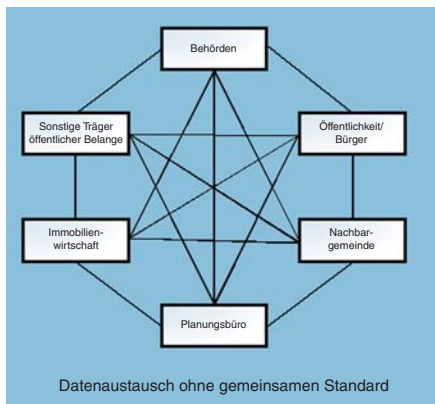 Behörden
Sonstige Träger
öffentlicher Belange
Öffentlichkeit/
Bürger
Immobilien-
wirtschaft
Nachbar-
gemeinde
Planungsbüro
Datenaustausch ohne gemeinsamen Standard